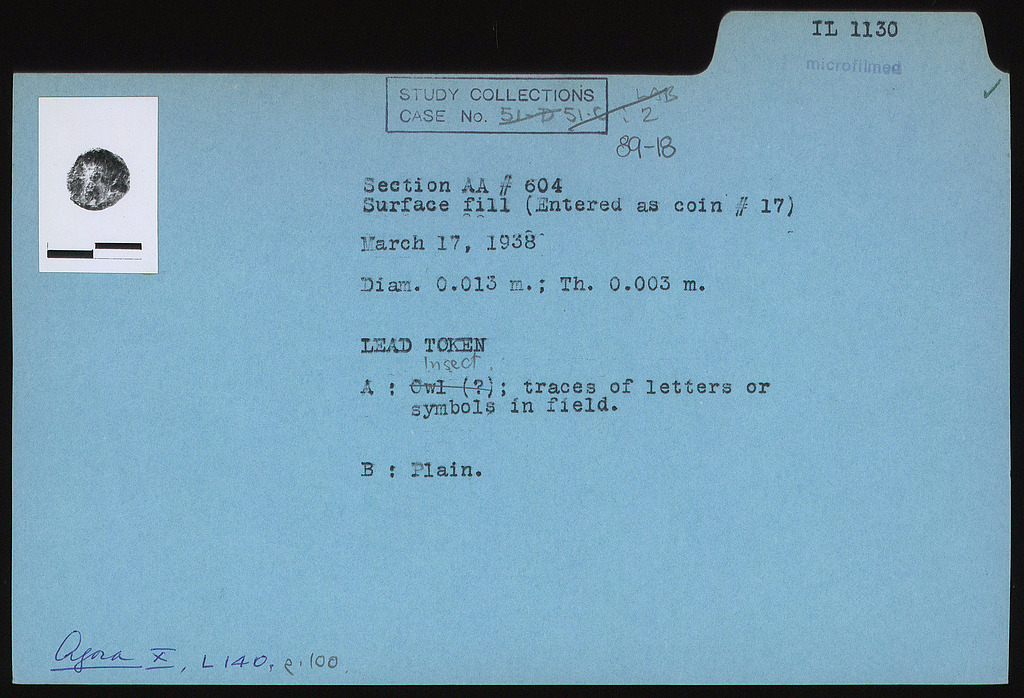 IL 1130
microfilmed
STUDY COLLECTIONS LAB
CASE No. 51-D 51-C : 2
89-18
Section AA # 604
Surface fill (Entered as coin # 17)
March 17, 1938
Diam. 0.013 m.; Th. 0.003 m.
LEAD TOKEN
Insect.
A : Owl (?); traces of letters or
symbols in field.
B : Plain.
Agora X, L 140, p. 100